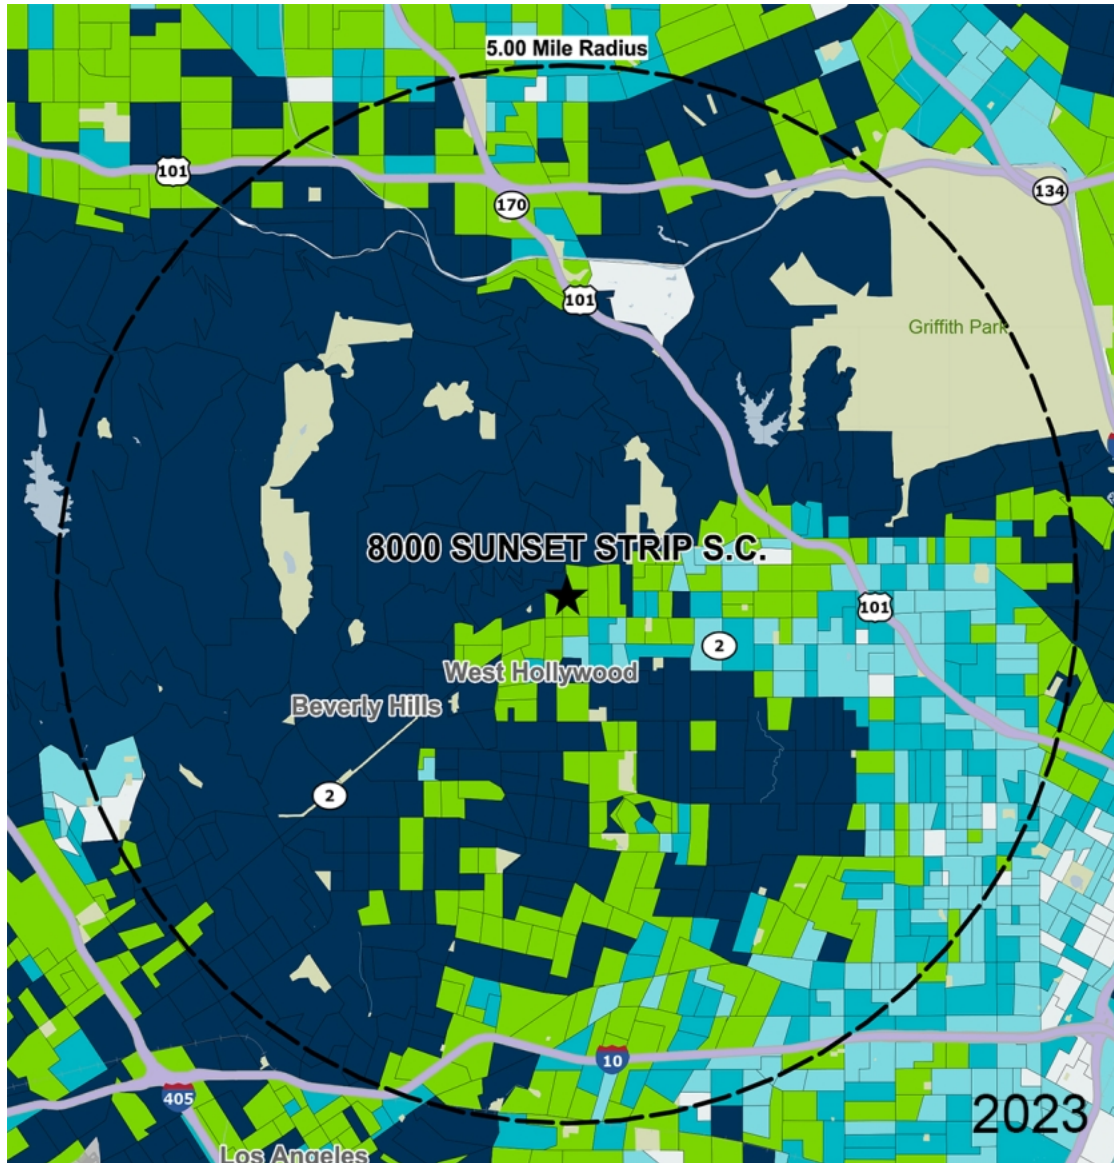 5.00 Mile Radius
101
170
134
101
Griffith Park
8000 SUNSET STRIP S.C.
101
2
West Hollywood
Beverly Hills
2
10
405
2023
Los Angeles